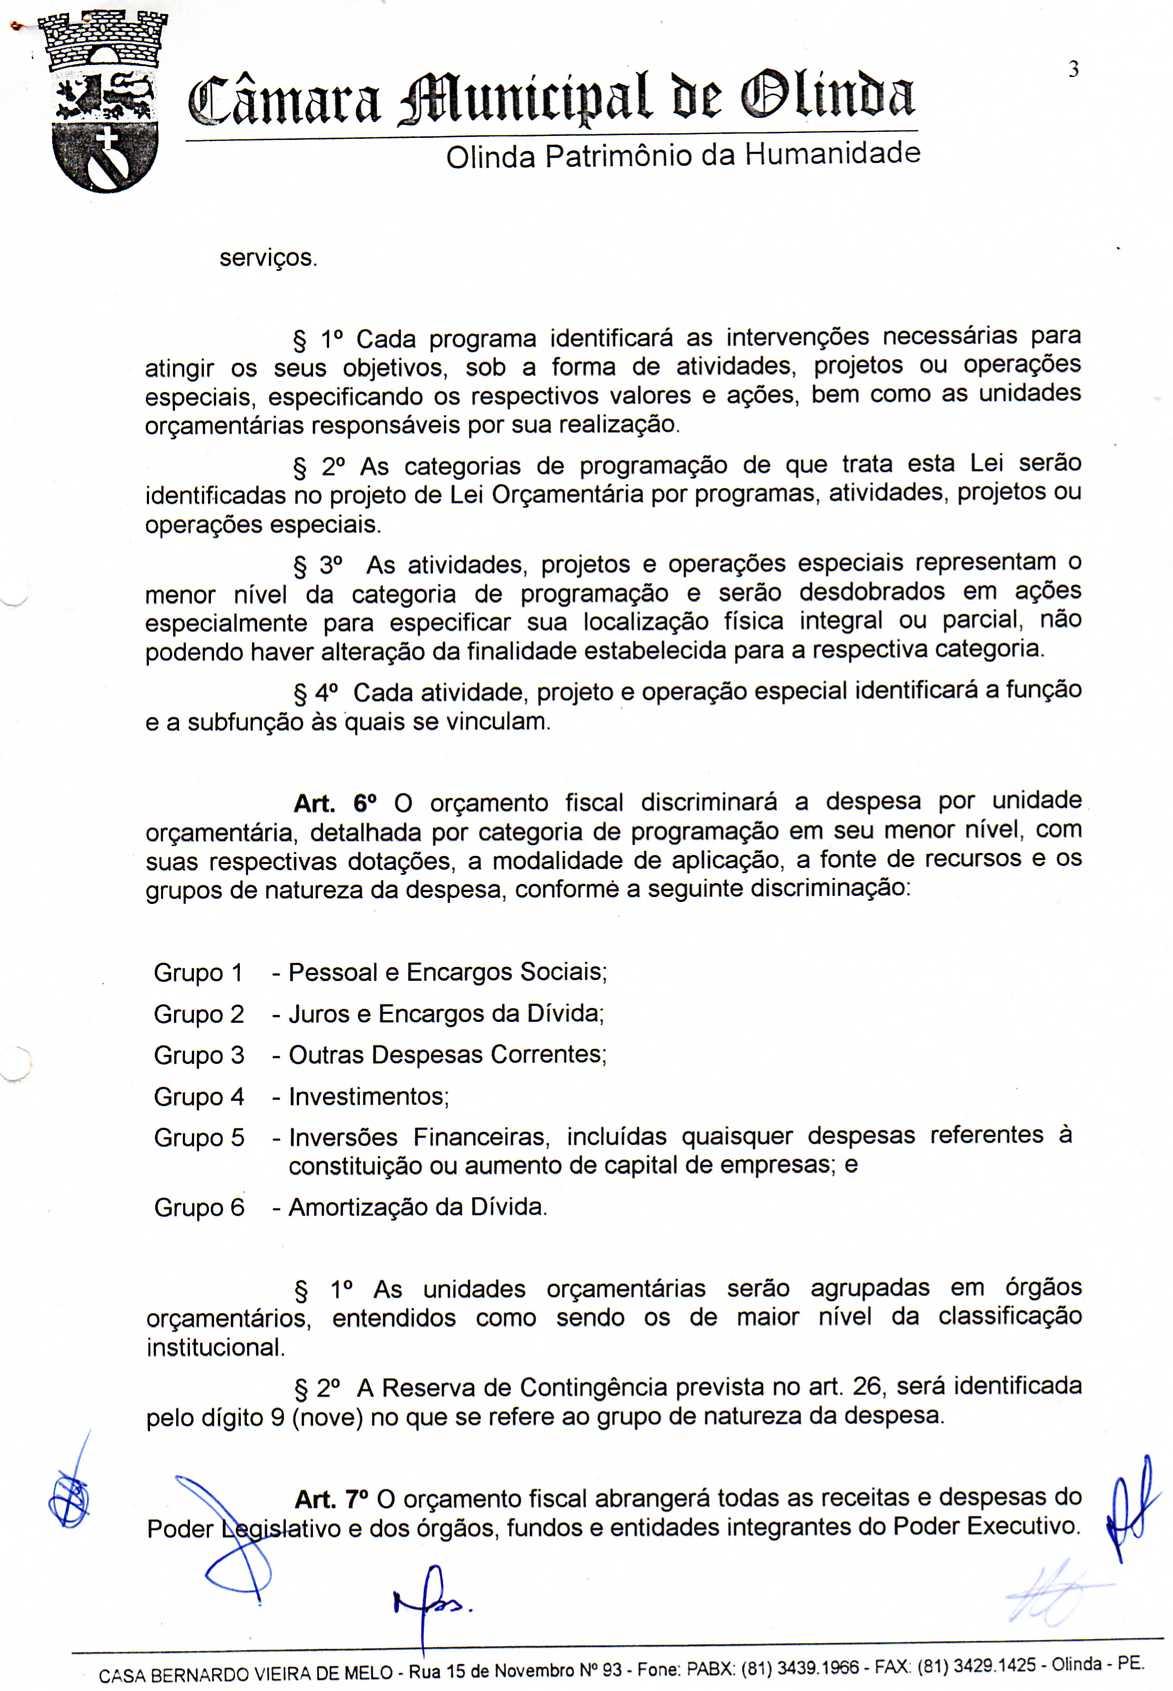 3
Câmara Municipal de Olinda
Olinda Patrimônio da Humanidade
serviços.
§ 1º Cada programa identificará as intervenções necessárias para
atingir os seus objetivos, sob a forma de atividades, projetos ou operações
especiais, especificando os respectivos valores e ações, bem como as unidades
orçamentárias responsáveis por sua realização.
§ 2º As categorias de programação de que trata esta Lei serão
identificadas no projeto de Lei Orçamentária por programas, atividades, projetos ou
operações especiais.
§ 3º As atividades, projetos e operações especiais representam o
menor nível da categoria de programação e serão desdobrados em ações
especialmente para especificar sua localização física integral ou parcial, não
podendo haver alteração da finalidade estabelecida para a respectiva categoria.
§ 4º Cada atividade, projeto e operação especial identificará a função
e a subfunção às quais se vinculam.
Art. 6º O orçamento fiscal discriminará a despesa por unidade
orçamentária, detalhada por categoria de programação em seu menor nível, com
suas respectivas dotações, a modalidade de aplicação, a fonte de recursos e os
grupos de natureza da despesa, conforme a seguinte discriminação:
Grupo 1 - Pessoal e Encargos Sociais;
Grupo 2 - Juros e Encargos da Dívida;
Grupo 3 - Outras Despesas Correntes;
Grupo 4 - Investimentos;
Grupo 5 - Inversões Financeiras, incluídas quaisquer despesas referentes à
constituição ou aumento de capital de empresas; e
Grupo 6 - Amortização da Dívida.
§ 1º As unidades orçamentárias serão agrupadas em órgãos
orçamentários, entendidos como sendo os de maior nível da classificação
institucional.
§ 2º A Reserva de Contingência prevista no art. 26, será identificada
pelo dígito 9 (nove) no que se refere ao grupo de natureza da despesa.
Art. 7º O orçamento fiscal abrangerá todas as receitas e despesas do
Poder Legislativo e dos órgãos, fundos e entidades integrantes do Poder Executivo.
CASA BERNARDO VIEIRA DE MELO - Rua 15 de Novembro Nº 93 - Fone: PABX: (81) 3439.1966 - FAX: (81) 3429.1425 - Olinda - PE.